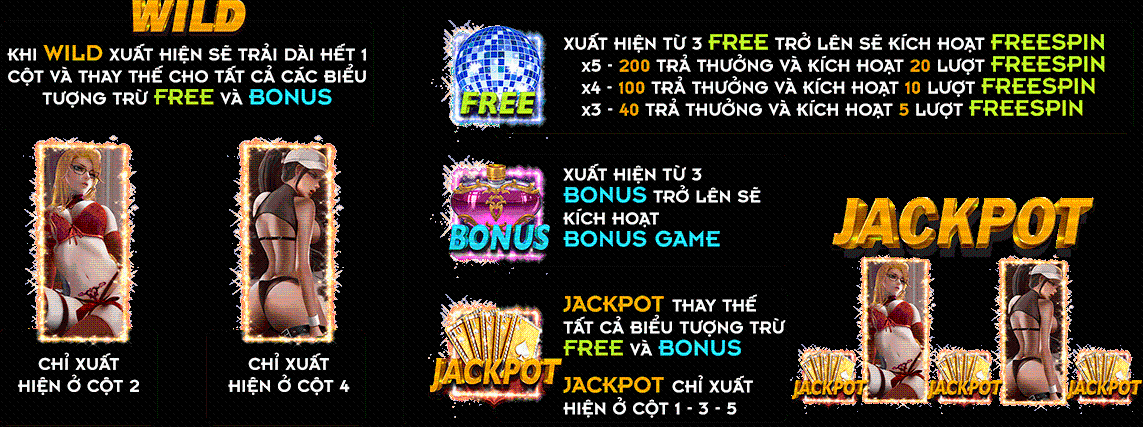 WILD
KHI WILD XUẤT HIỆN SẼ TRẢI DÀI HẾT 1
CỘT VÀ THAY THẾ CHO TẤT CẢ CÁC BIỂU
TƯỢNG TRỪ FREE VÀ BONUS
CHỈ XUẤT
HIỆN Ở CỘT 2
CHỈ XUẤT
HIỆN Ở CỘT 4
FREE
XUẤT HIỆN TỪ 3 FREE TRỞ LÊN SẼ KÍCH HOẠT FREESPIN
x5 - 200 TRẢ THƯỞNG VÀ KÍCH HOẠT 20 LƯỢT FREESPIN
x4 - 100 TRẢ THƯỞNG VÀ KÍCH HOẠT 10 LƯỢT FREESPIN
x3 - 40 TRẢ THƯỞNG VÀ KÍCH HOẠT 5 LƯỢT FREESPIN
BONUS
XUẤT HIỆN TỪ 3
BONUS TRỞ LÊN SẼ
KÍCH HOẠT
BONUS GAME
JACKPOT
JACKPOT THAY THẾ
TẤT CẢ BIỂU TƯỢNG TRỪ
FREE VÀ BONUS
JACKPOT CHỈ XUẤT
HIỆN Ở CỘT 1 - 3 - 5
JACKPOT
JACKPOT
JACKPOT
JACKPOT